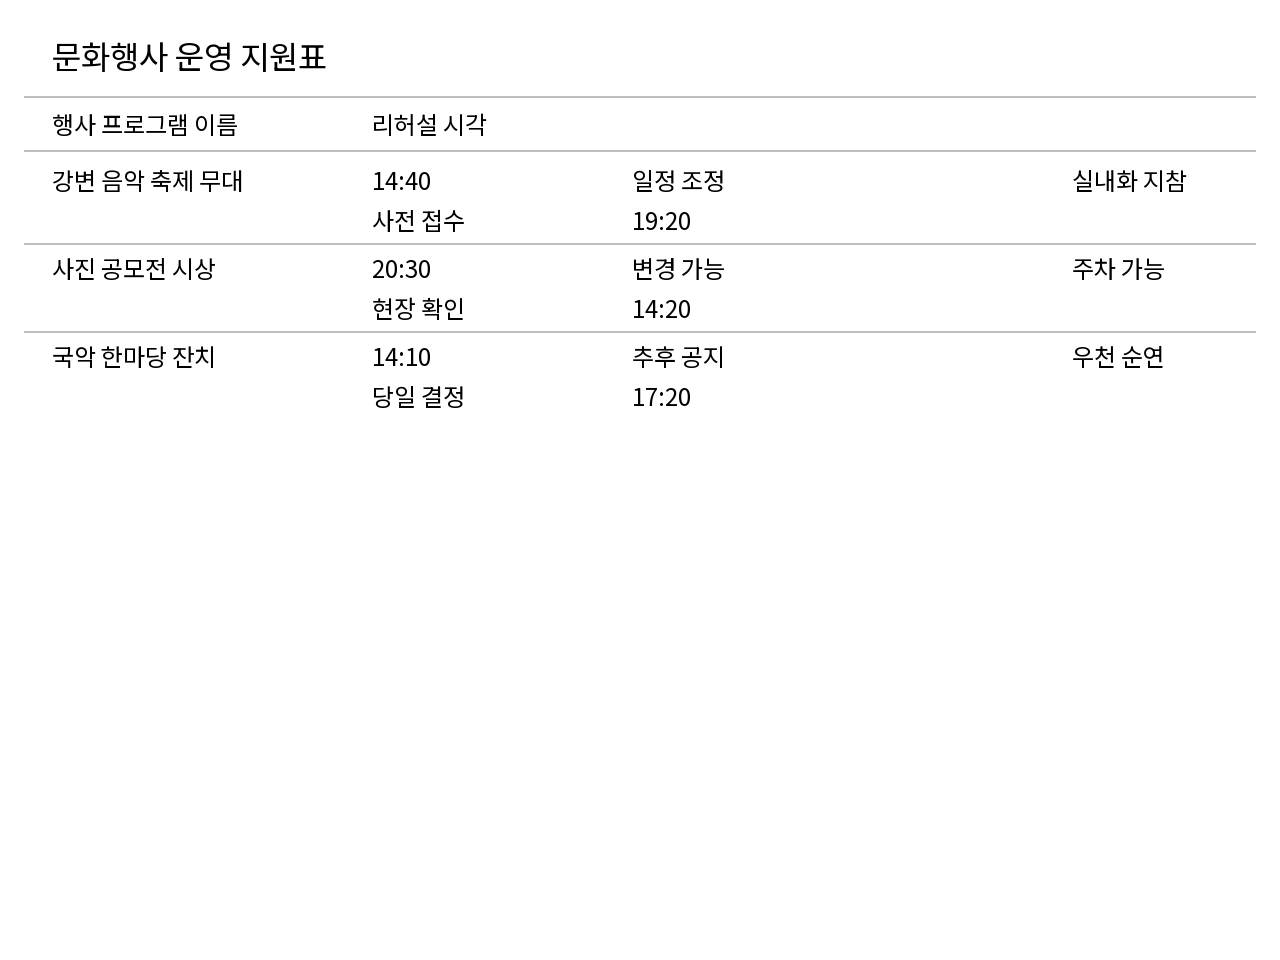 문화행사 운영 지원표
행사 프로그램 이름 리허설 시각
강변 음악 축제 무대 14:40 일정 조정 실내화 지참
사전 접수 19:20
사진 공모전 시상 20:30 변경 가능 주차 가능
현장 확인 14:20
국악 한마당 잔치 14:10 추후 공지 우천 순연
당일 결정 17:20